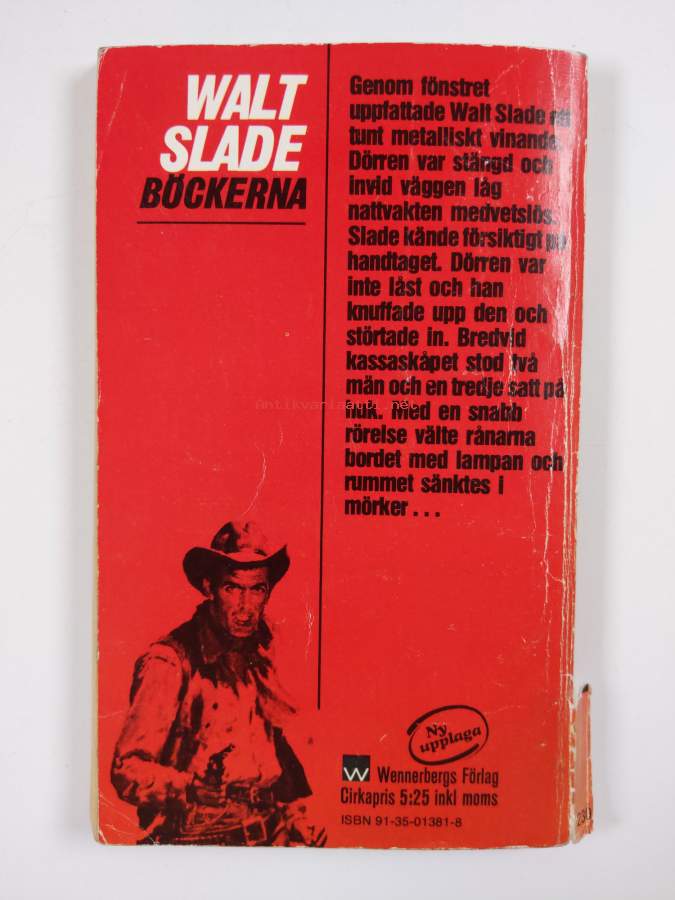 WALT
SLADE
BÖCKERNA
Genom fönstret
uppfattade Walt Slade ett
tunt metalliskt vinande.
Dörren var stängd och
invid väggen låg
nattvakten medvetslös.
Slade kände försiktigt på
handtaget. Dörren var
inte låst och han
knuffade upp den och
störtade in. Bredvid
kassaskåpet stod två
män och en tredje satt på
huk. Med en snabb
rörelse välte rånarna
bordet med lampan och
rummet sänktes i
mörker...
Antikvariaatti.net
Ny
upplaga
W Wennerbergs Förlag
Cirkapris 5:25 inkl moms
ISBN 91-35-01381-8